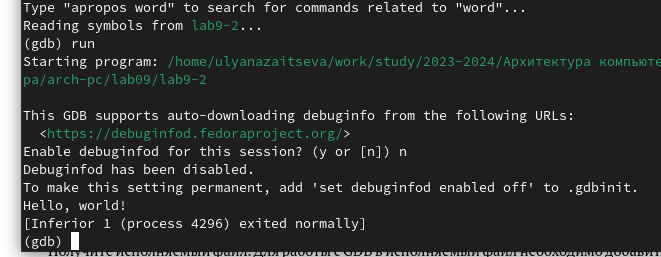 Type "apropos word" to search for commands related to "word"...
Reading symbols from lab9-2...
(gdb) run
Starting program: /home/ulyanazaitseva/work/study/2023-2024/Архитектура компьюте
ра/arch-pc/lab09/lab9-2
This GDB supports auto-downloading debuginfo from the following URLs:
<https://debuginfod.fedoraproject.org/>
Enable debuginfod for this session? (y or [n]) n
Debuginfod has been disabled.
To make this setting permanent, add 'set debuginfod enabled off' to .gdbinit.
Hello, world!
[Inferior 1 (process 4296) exited normally]
(gdb)